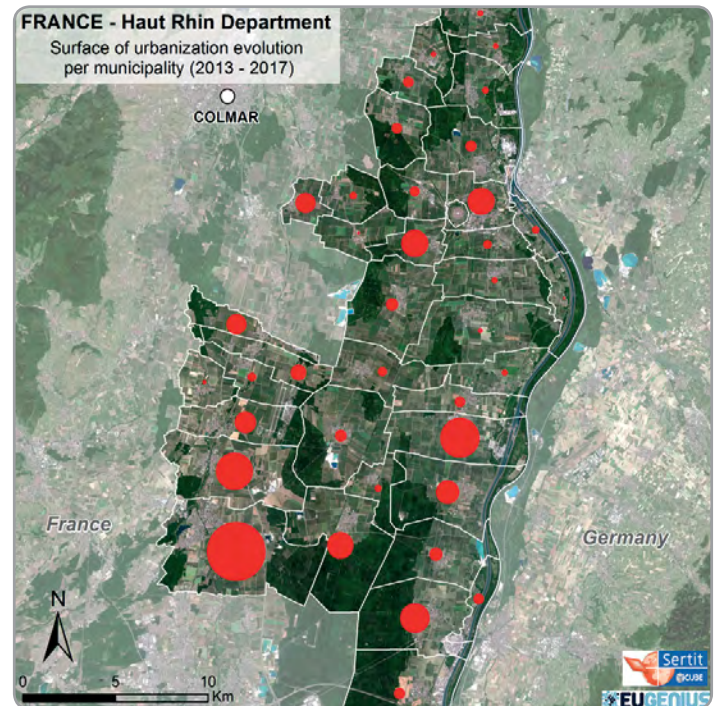 FRANCE - Haut Rhin Department
Surface of urbanization evolution
per municipality (2013 - 2017)
COLMAR
France
Germany
N
0 5 10
Km
Sertit
ICUBE
EUGENIUS